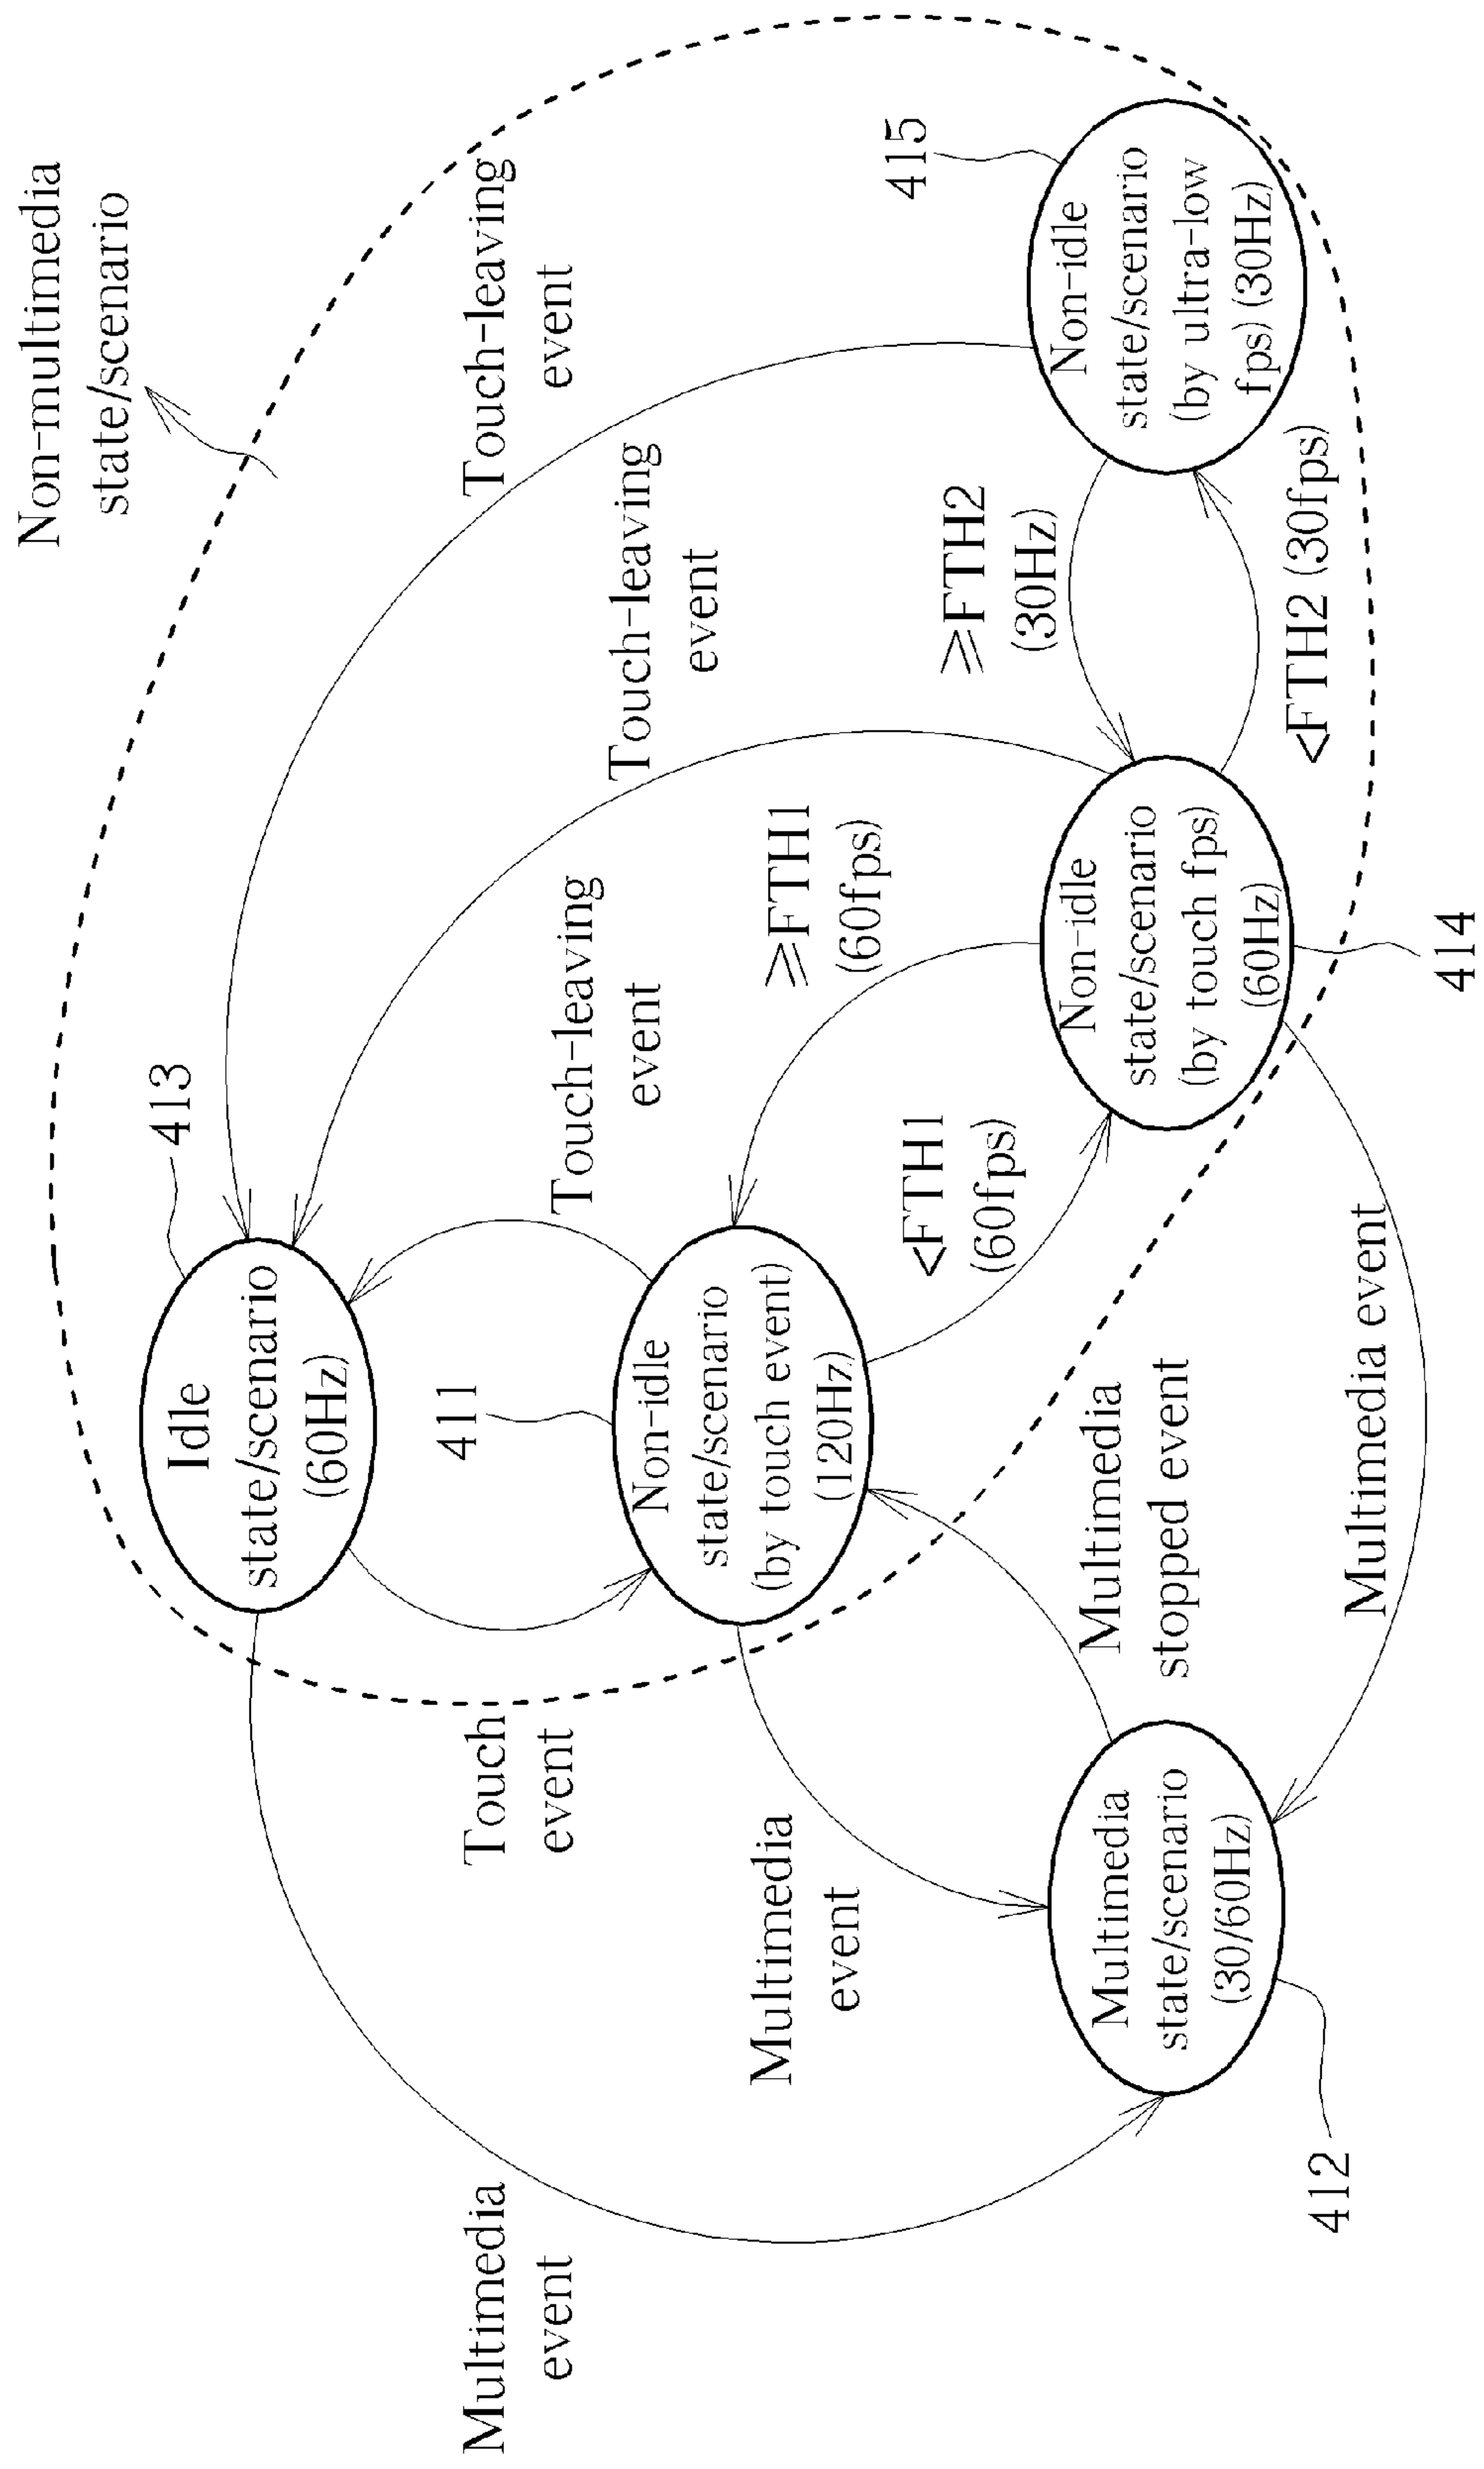 Non-multimedia
state/scenario
413
Idle
state/scenario
(60Hz)
Touch-leaving
event
Touch-leaving
event
Touch-leaving
event
Touch
event
Multimedia
event
411
Non-idle
state/scenario
(by touch event)
(120Hz)
≥FTH1
(60fps)
<FTH1
(60fps)
≥FTH2
(30Hz)
<FTH2 (30fps)
415
Non-idle
state/scenario
(by ultra-low
fps) (30Hz)
Non-idle
state/scenario
(by touch fps)
(60Hz)
414
Multimedia
event
Multimedia
stopped event
Multimedia event
Multimedia
state/scenario
(30/60Hz)
412